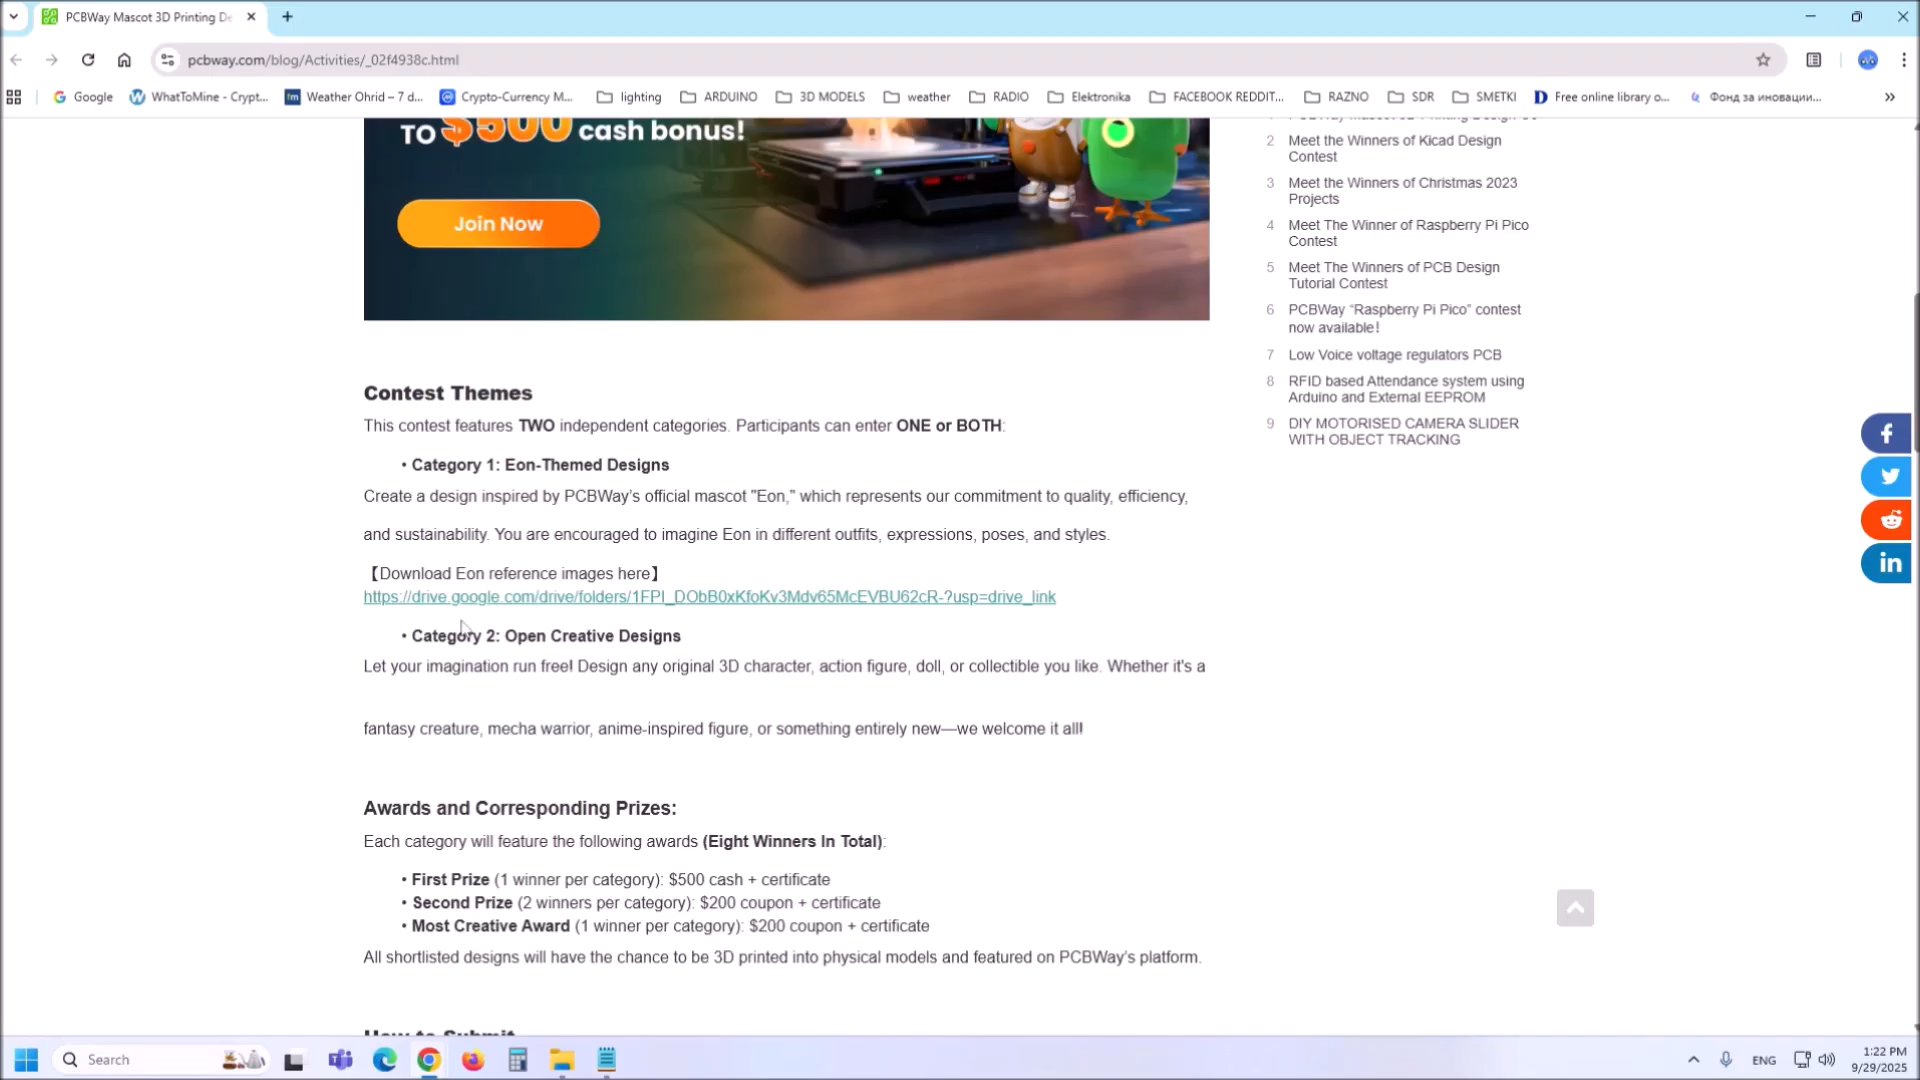 PCBWay Mascot 3D Printing De
pcbway.com/blog/Activities/_02f4938c.html
Google
WhatToMine - Crypt...
Weather Ohrid – 7 d...
Crypto-Currency M...
lighting
ARDUINO
3D MODELS
weather
RADIO
Elektronika
FACEBOOK REDDIT...
RAZNO
SDR
SMETKI
Free online library o...
Фонд за иновации...
TO $500 cash bonus!
Join Now
2 Meet the Winners of Kicad Design
Contest
3 Meet the Winners of Christmas 2023
Projects
4 Meet The Winner of Raspberry Pi Pico
Contest
5 Meet The Winners of PCB Design
Tutorial Contest
6 PCBWay “Raspberry Pi Pico” contest
now available!
7 Low Voice voltage regulators PCB
8 RFID based Attendance system using
Arduino and External EEPROM
9 DIY MOTORISED CAMERA SLIDER
WITH OBJECT TRACKING
Contest Themes
This contest features TWO independent categories. Participants can enter ONE or BOTH:
• Category 1: Eon-Themed Designs
Create a design inspired by PCBWay's official mascot "Eon," which represents our commitment to quality, efficiency,
and sustainability. You are encouraged to imagine Eon in different outfits, expressions, poses, and styles.
【Download Eon reference images here】
https://drive.google.com/drive/folders/1FPI_DObB0xKfoKv3Mdv65McEVBU62cR-?usp=drive_link
• Category 2: Open Creative Designs
Let your imagination run free! Design any original 3D character, action figure, doll, or collectible you like. Whether it's a
fantasy creature, mecha warrior, anime-inspired figure, or something entirely new—we welcome it all!
Awards and Corresponding Prizes:
Each category will feature the following awards (Eight Winners In Total):
• First Prize (1 winner per category): $500 cash + certificate
• Second Prize (2 winners per category): $200 coupon + certificate
• Most Creative Award (1 winner per category): $200 coupon + certificate
All shortlisted designs will have the chance to be 3D printed into physical models and featured on PCBWay's platform.
How to Submit
Search
ENG
1:22 PM
9/29/2025